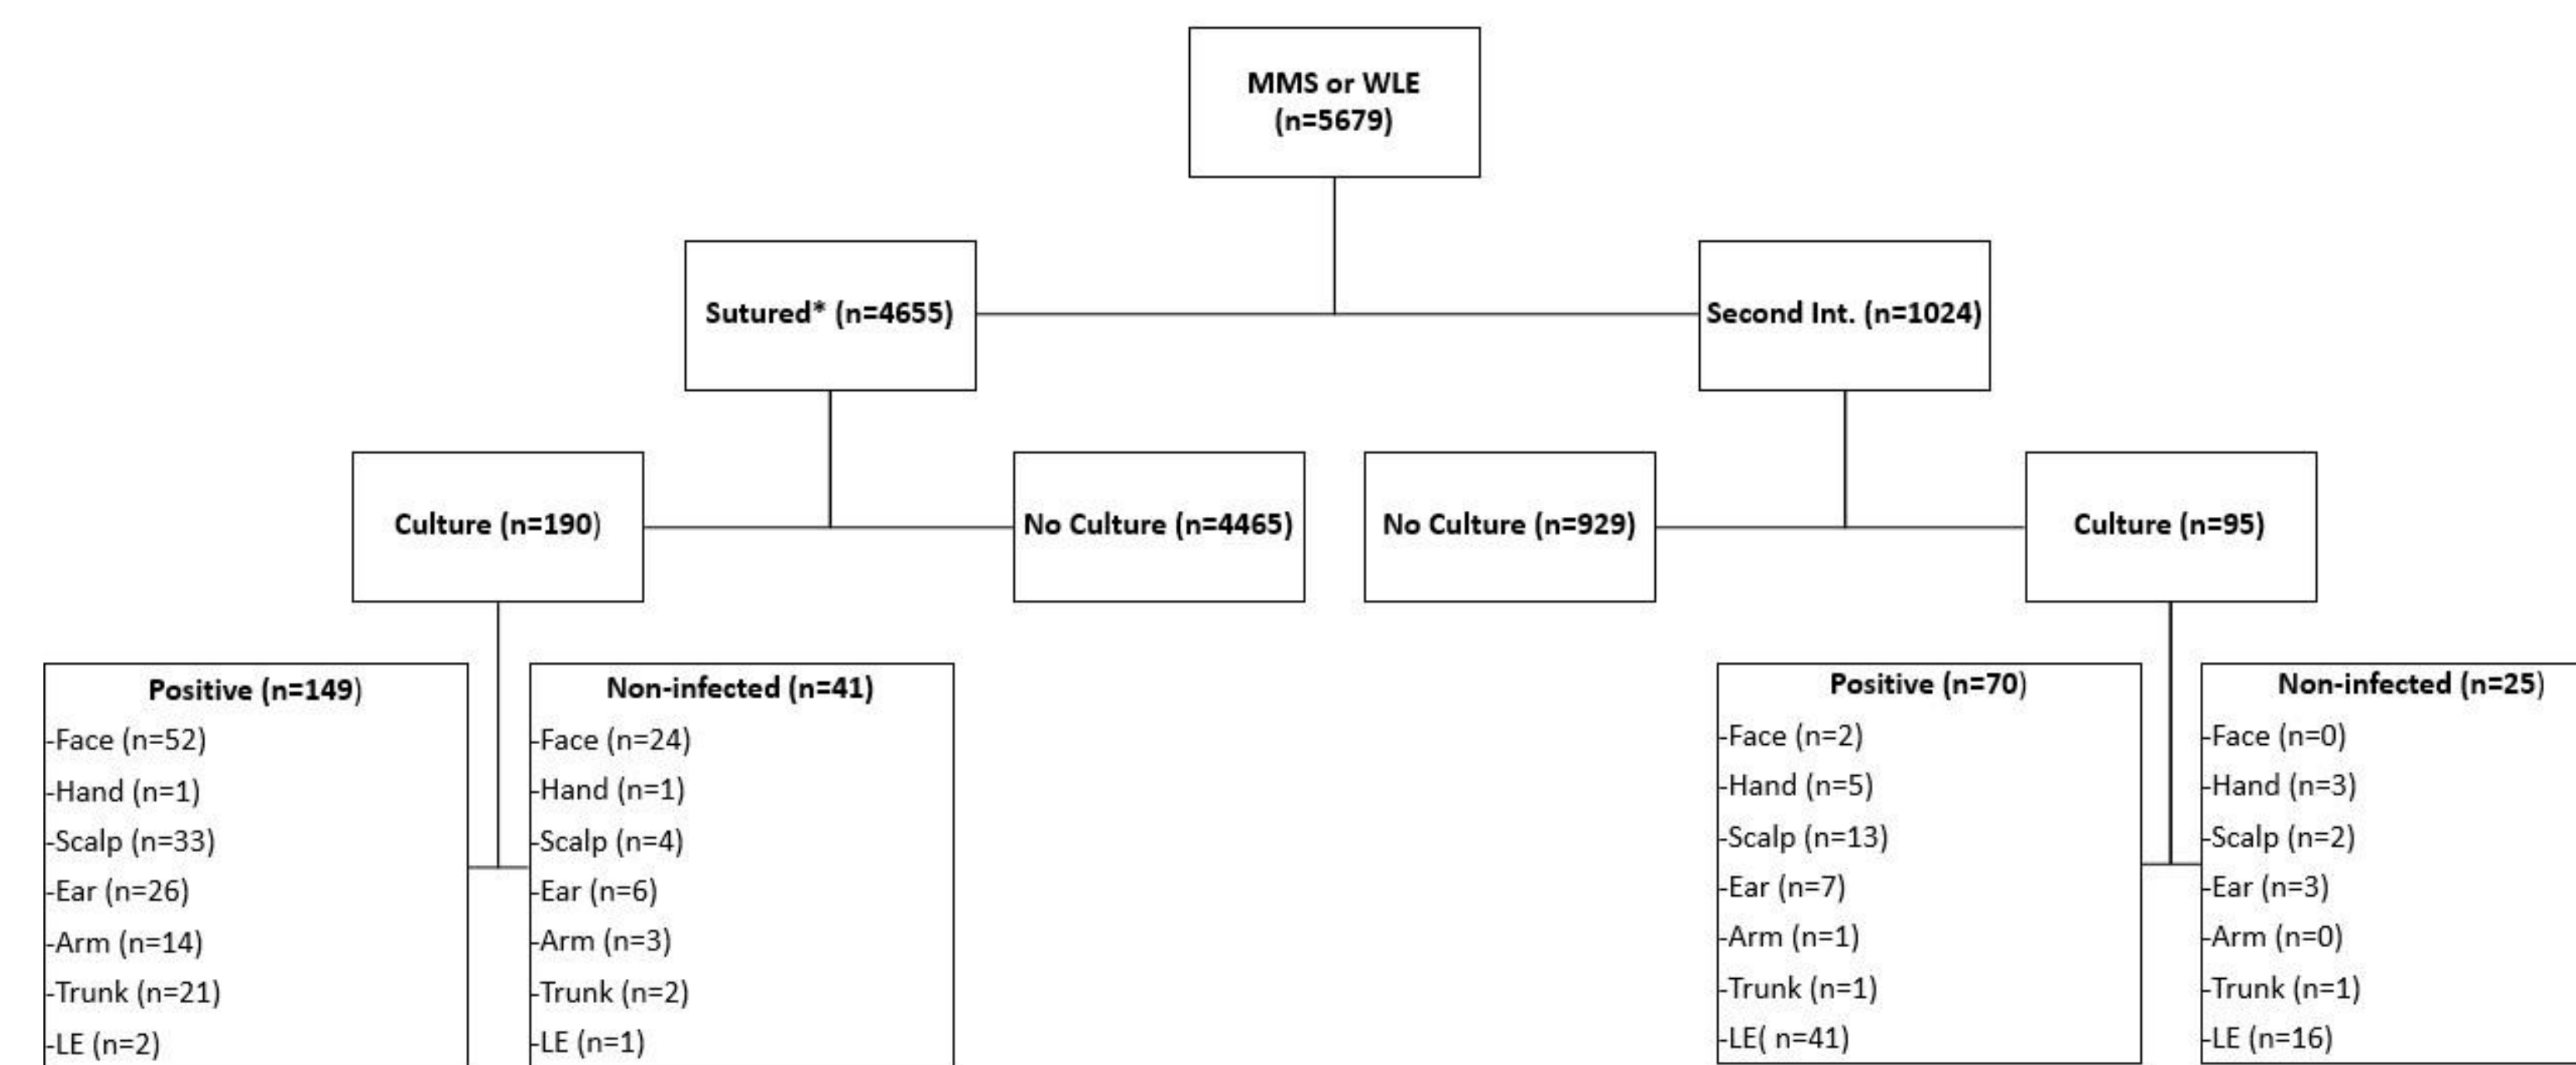 MMS or WLE
(n=5679)
Sutured* (n=4655)
Second Int. (n=1024)
Culture (n=190)
No Culture (n=4465)
No Culture (n=929)
Culture (n=95)
Positive (n=149)
-Face (n=52)
-Hand (n=1)
-Scalp (n=33)
-Ear (n=26)
-Arm (n=14)
-Trunk (n=21)
-LE (n=2)
Non-infected (n=41)
-Face (n=24)
-Hand (n=1)
-Scalp (n=4)
-Ear (n=6)
-Arm (n=3)
-Trunk (n=2)
-LE (n=1)
Positive (n=70)
-Face (n=2)
-Hand (n=5)
-Scalp (n=13)
-Ear (n=7)
-Arm (n=1)
-Trunk (n=1)
-LE( n=41)
Non-infected (n=25)
-Face (n=0)
-Hand (n=3)
-Scalp (n=2)
-Ear (n=3)
-Arm (n=0)
-Trunk (n=1)
-LE (n=16)